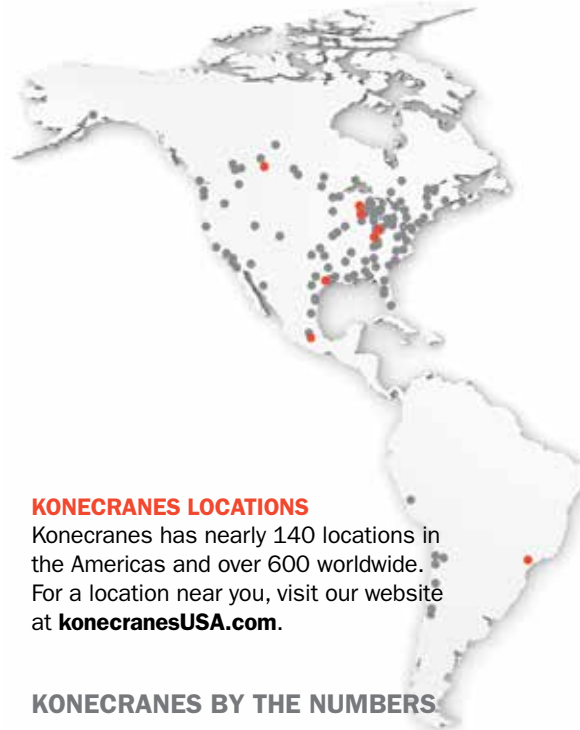 KONECRANES LOCATIONS
Konecranes has nearly 140 locations in
the Americas and over 600 worldwide.
For a location near you, visit our website
at konecranesUSA.com.
KONECRANES BY THE NUMBERS